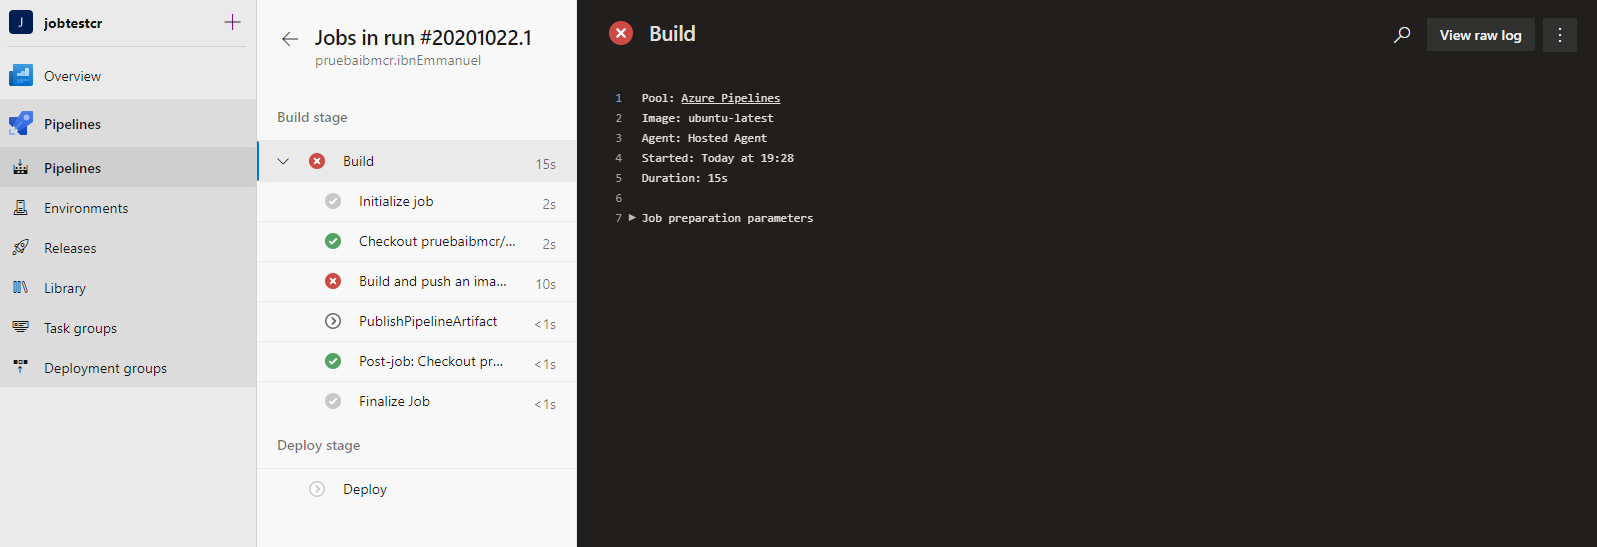 J jobtestcr
Overview
Pipelines
Pipelines
Environments
Releases
Library
Task groups
Deployment groups
Jobs in run #20201022.1
pruebaibmcr.ibnEmmanuel
Build stage
Build 15s
Initialize job 2s
Checkout pruebaibmcr/... 2s
Build and push an ima... 10s
PublishPipelineArtifact <1s
Post-job: Checkout pr... <1s
Finalize Job <1s
Deploy stage
Deploy
Build
View raw log
1 Pool: Azure Pipelines
2 Image: ubuntu-latest
3 Agent: Hosted Agent
4 Started: Today at 19:28
5 Duration: 15s
6
7 Job preparation parameters